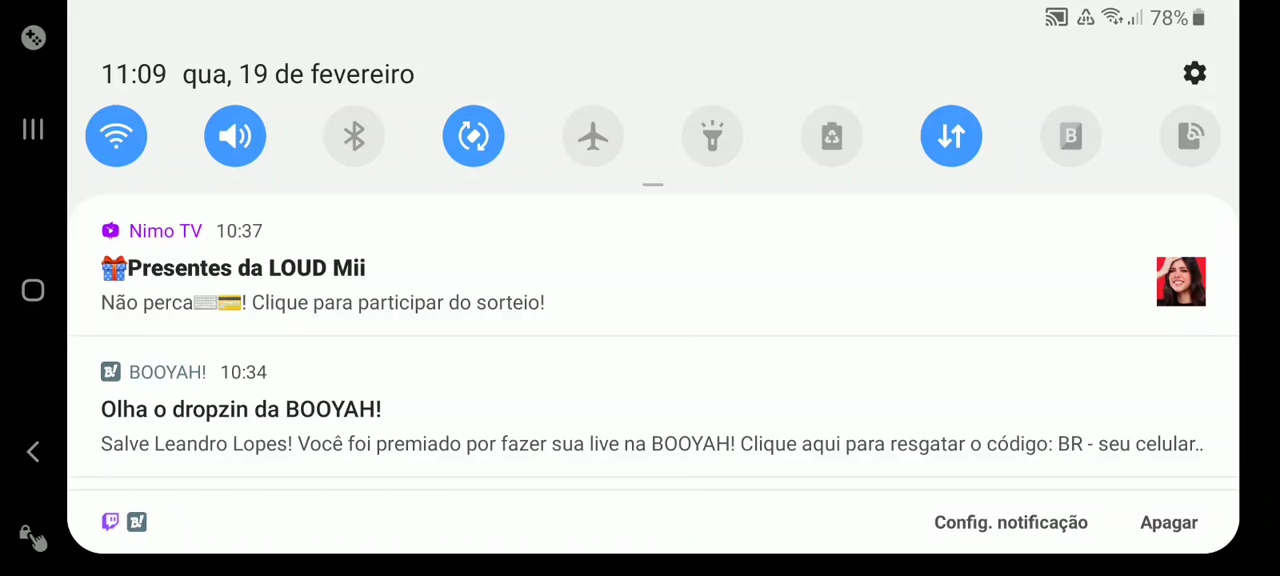 78%
11:09 qua, 19 de fevereiro
Nimo TV 10:37
🎁Presentes da LOUD Mii
Não perca⌨️💳! Clique para participar do sorteio!
BOOYAH! 10:34
Olha o dropzin da BOOYAH!
Salve Leandro Lopes! Você foi premiado por fazer sua live na BOOYAH! Clique aqui para resgatar o código: BR - seu celular..
Config. notificação Apagar